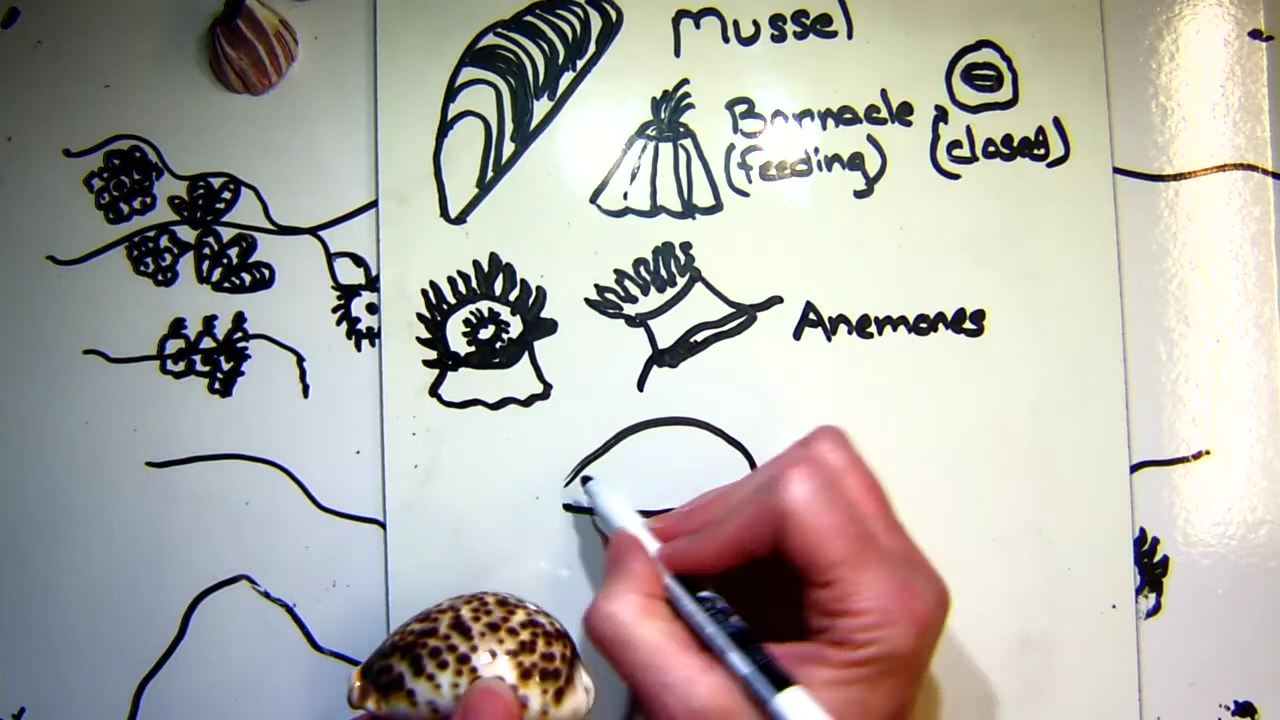 Mussel
Barnacle
(feeding)
(closed)
Anemones